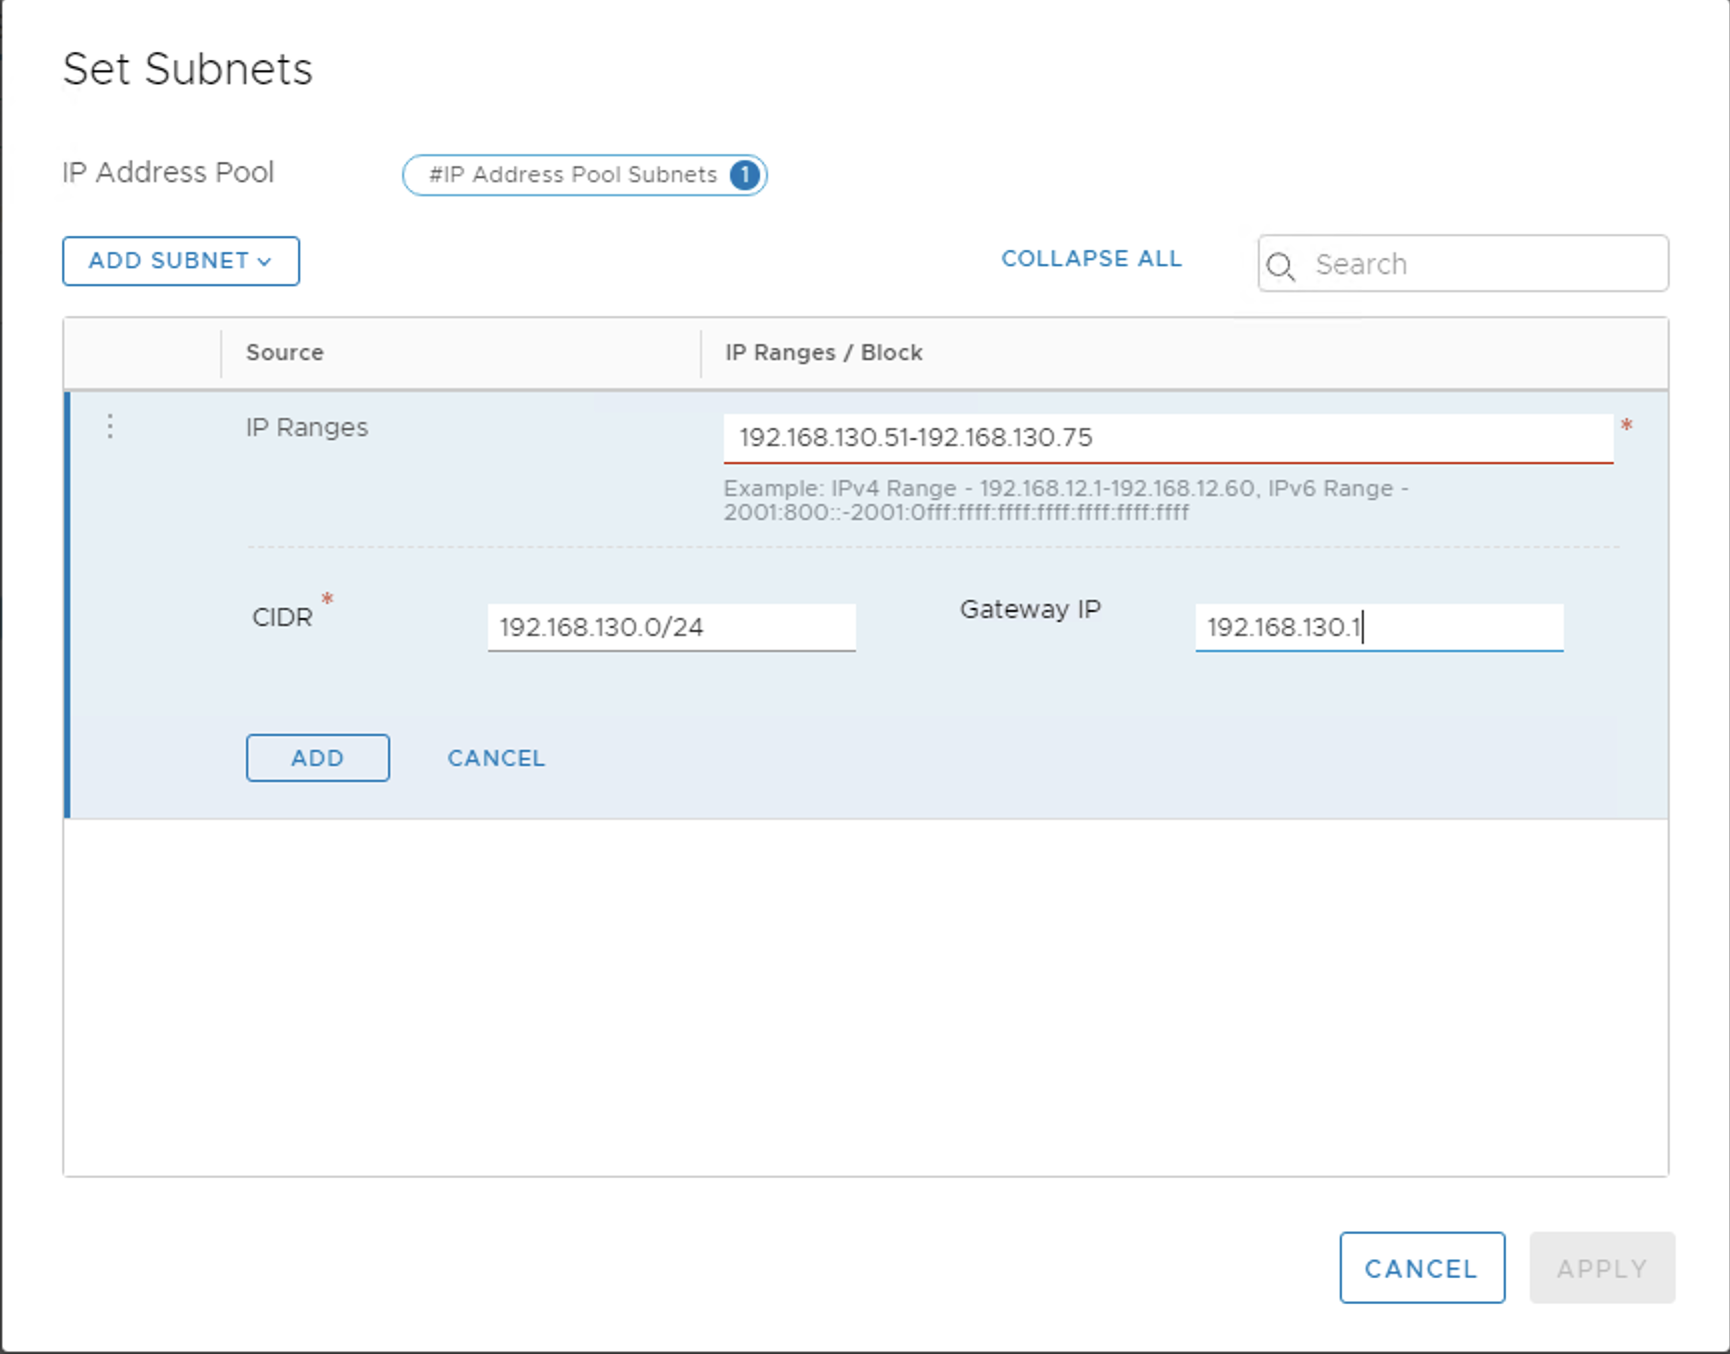 Set Subnets
IP Address Pool
#IP Address Pool Subnets 1
ADD SUBNET
COLLAPSE ALL
Search
Source
IP Ranges / Block
IP Ranges
192.168.130.51-192.168.130.75 *
Example: IPv4 Range - 192.168.12.1-192.168.12.60, IPv6 Range -
2001:800::-2001:0fff:ffff:ffff:ffff:ffff:ffff:ffff
CIDR *
192.168.130.0/24
Gateway IP
192.168.130.1
ADD
CANCEL
CANCEL
APPLY